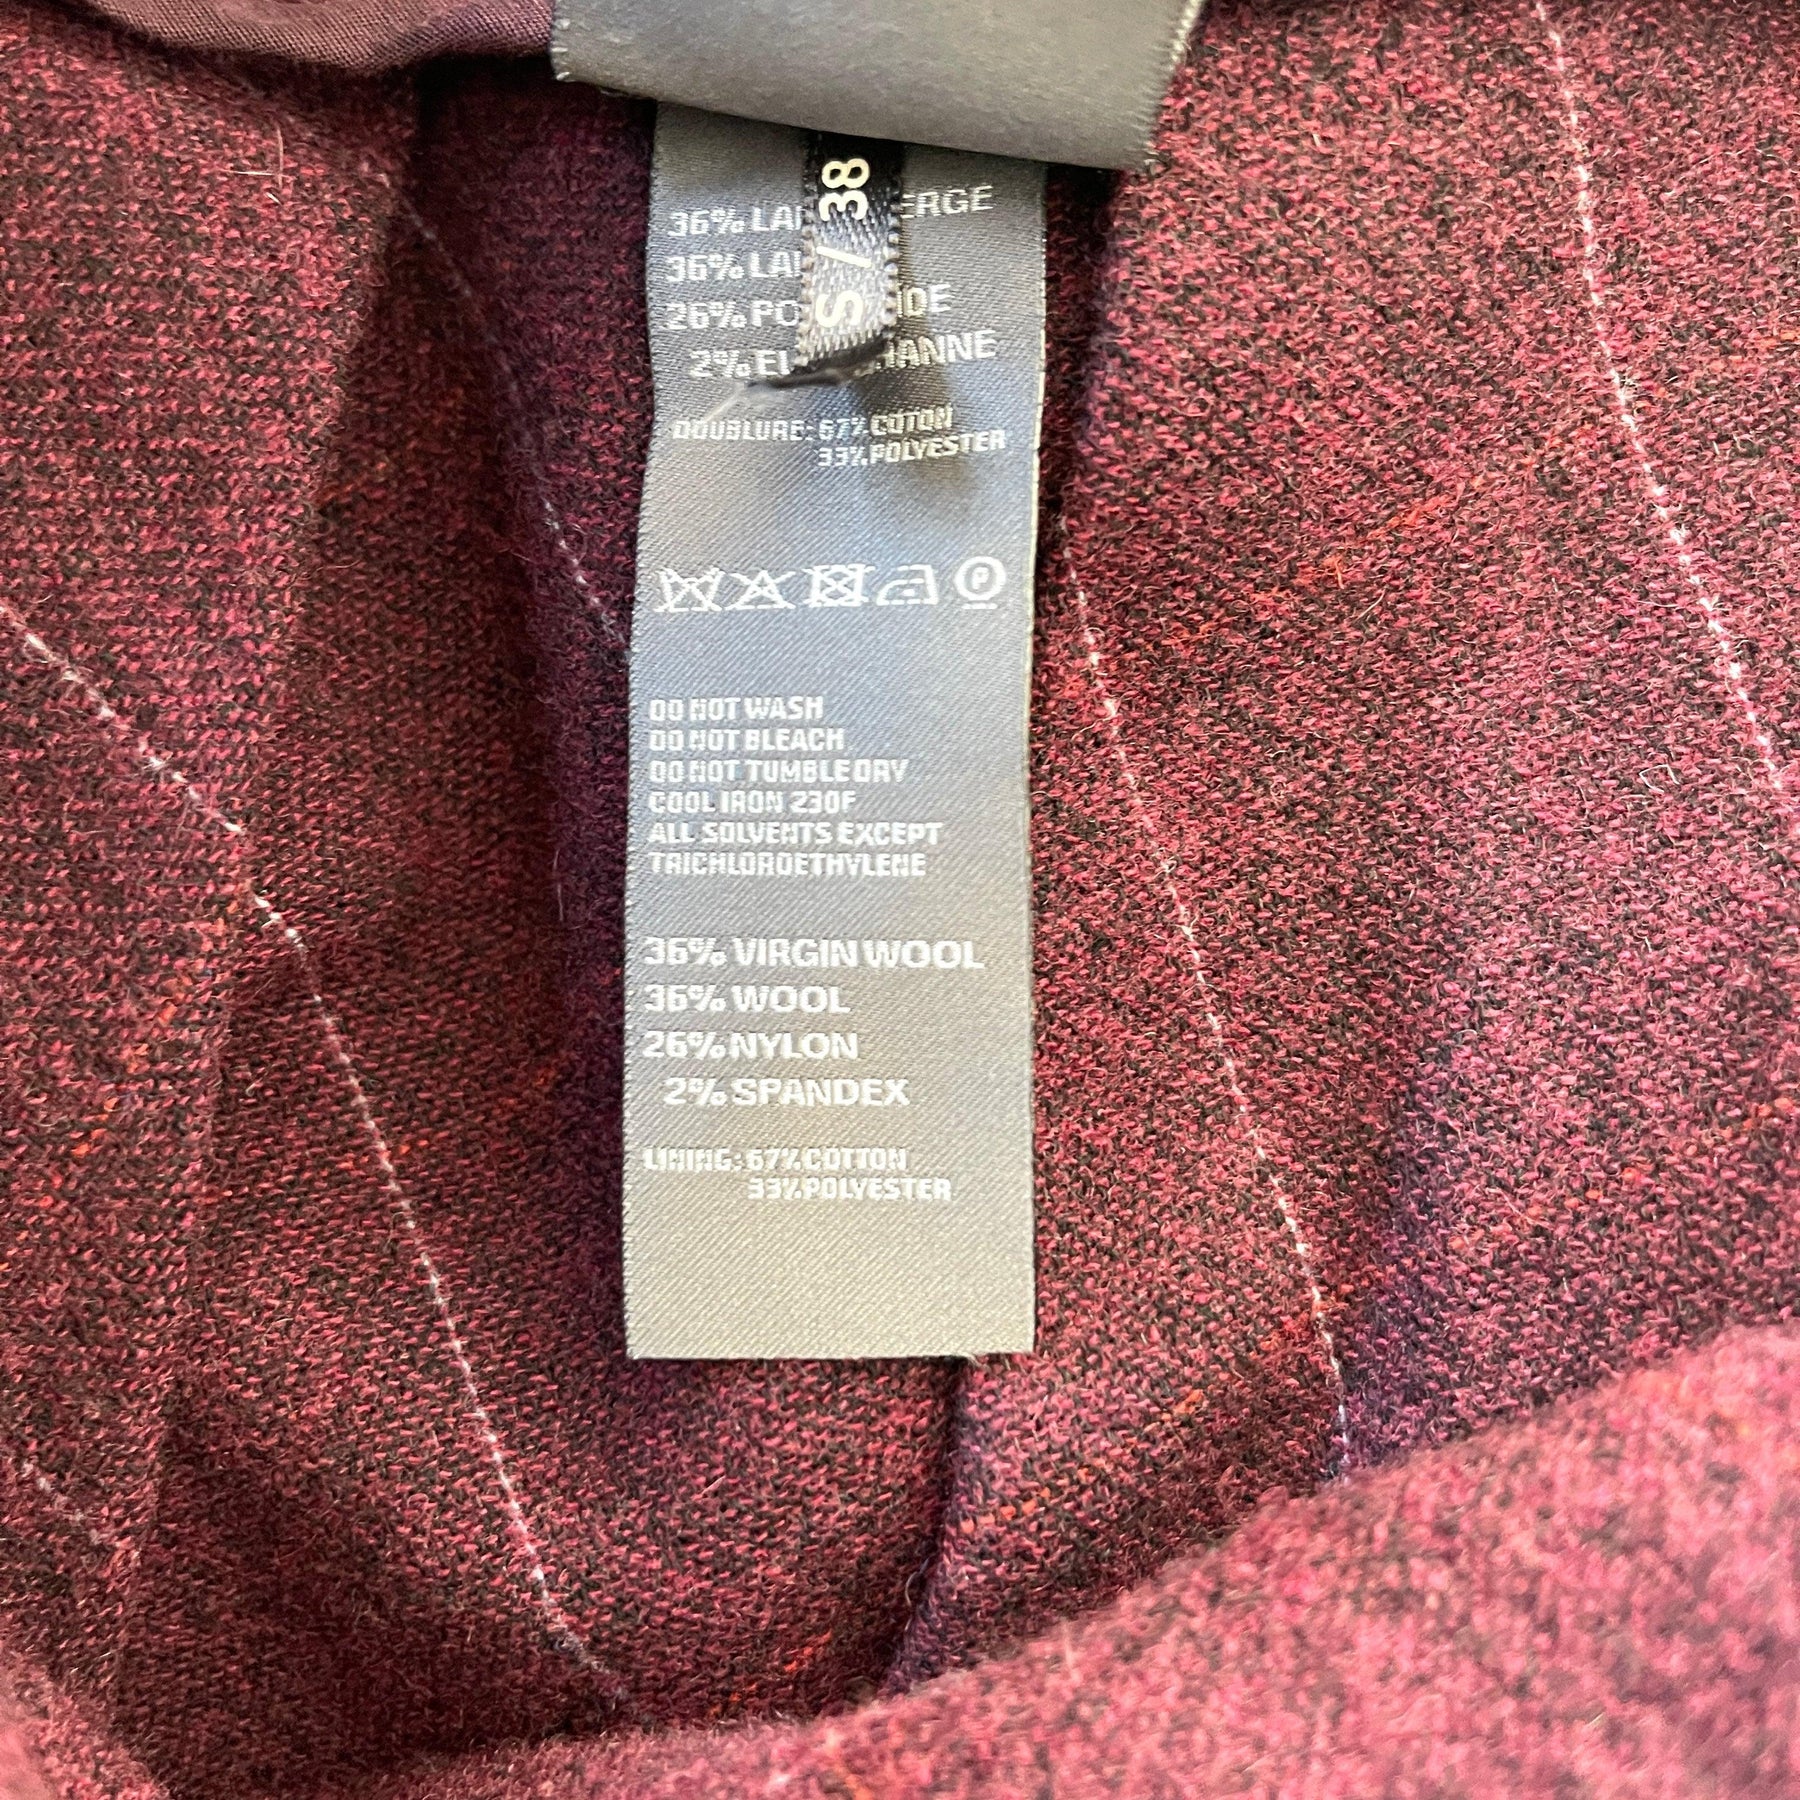 S / 38
36%
36%
26%
2%
DOUBLURE: 67% COTON
33% POLYESTER
P
DO NOT WASH
DO NOT BLEACH
DO NOT TUMBLE DRY
COOL IRON 230F
ALL SOLVENTS EXCEPT
TRICHLOROETHYLENE
36% VIRGIN WOOL
36% WOOL
26% NYLON
2% SPANDEX
LINING: 67% COTTON
33% POLYESTER